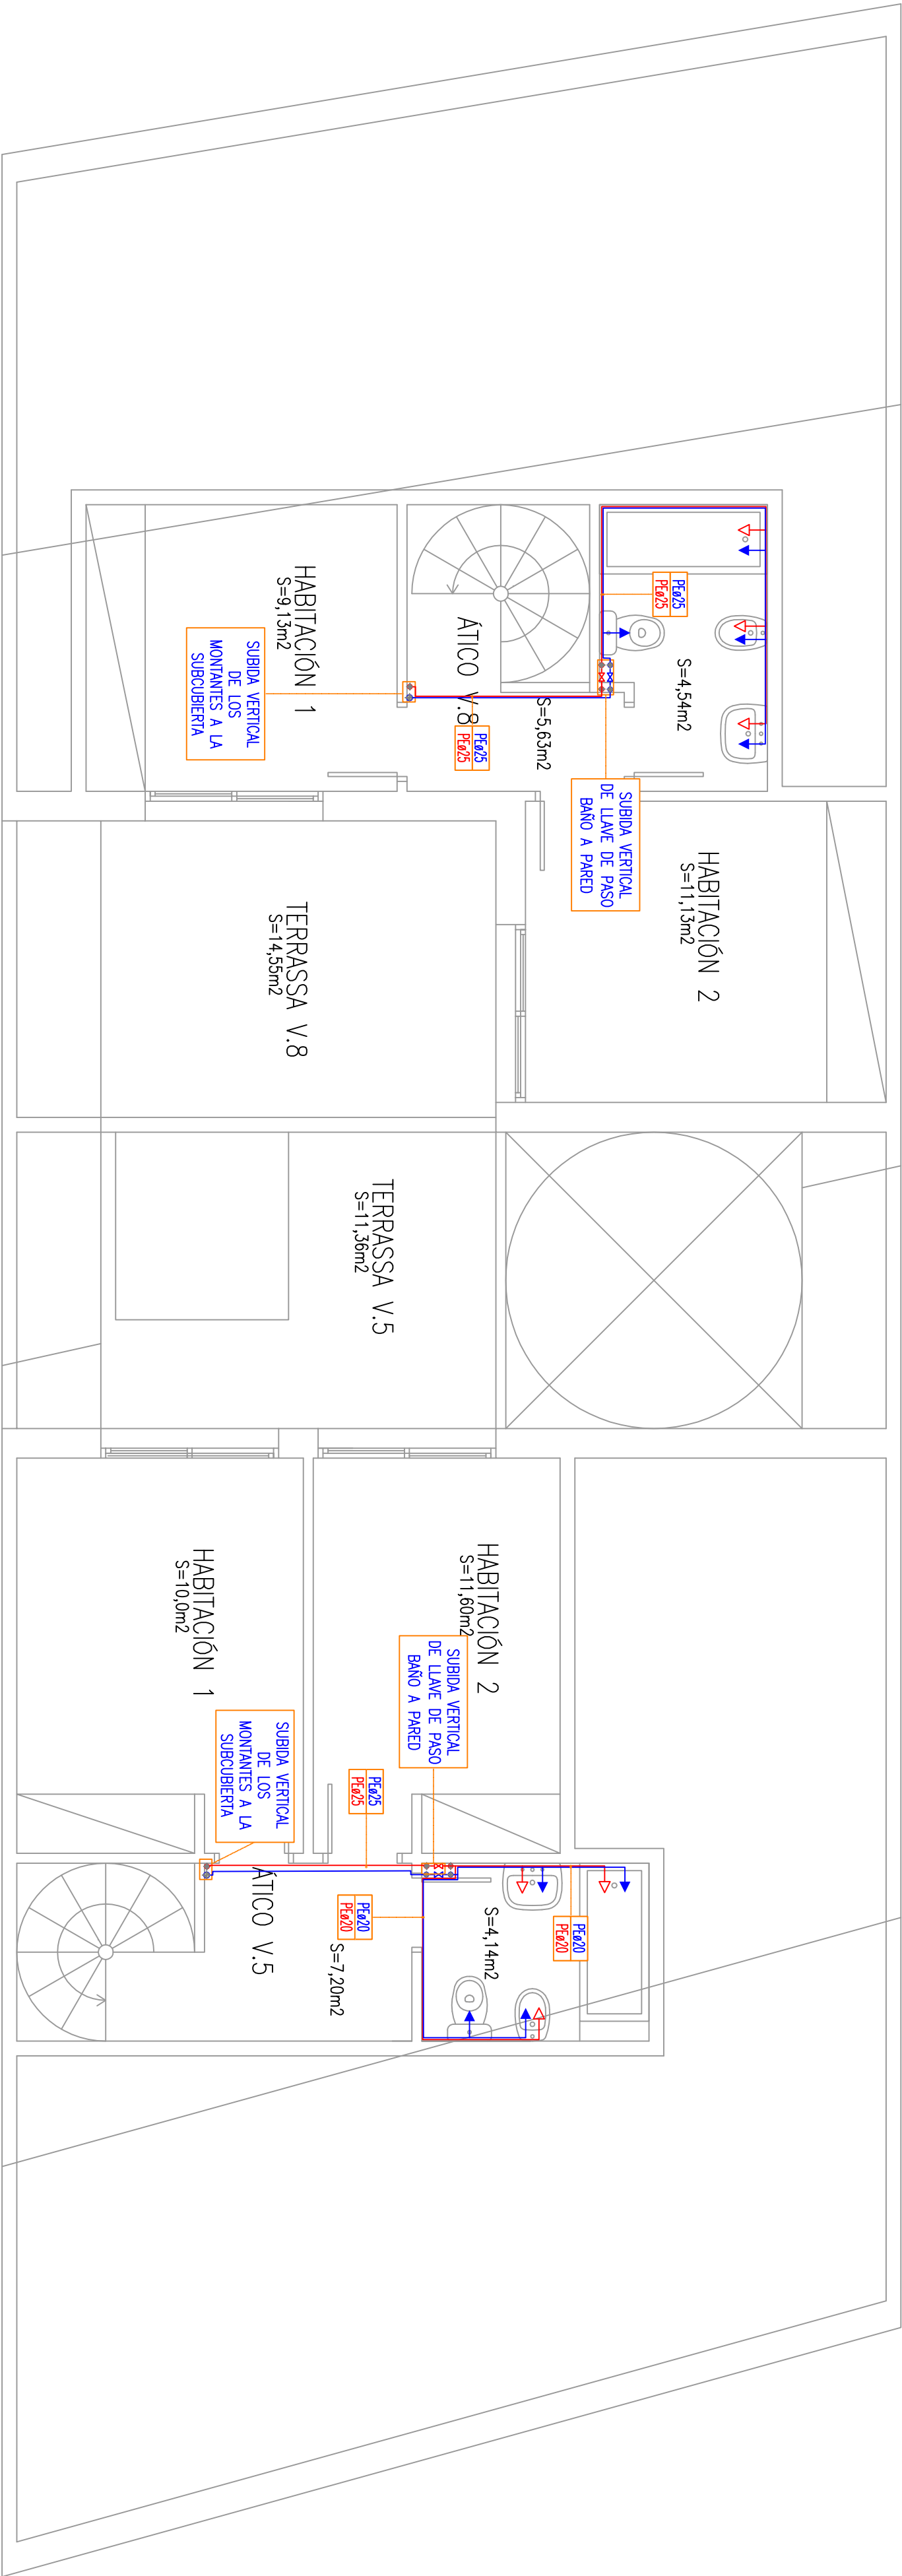 HABITACIÓN 1
S=9,13m2
SUBIDA VERTICAL
DE LOS
MONTANTES A LA
SUBCUBIERTA
ÁTICO V.8
S=5,63m2
PEø25
PEø25
S=4,54m2
PEø25
PEø25
SUBIDA VERTICAL
DE LLAVE DE PASO
BAÑO A PARED
HABITACIÓN 2
S=11,13m2
TERRASSA V.8
S=14,55m2
TERRASSA V.5
S=11,36m2
HABITACIÓN 2
S=11,60m2
HABITACIÓN 1
S=10,0m2
SUBIDA VERTICAL
DE LLAVE DE PASO
BAÑO A PARED
SUBIDA VERTICAL
DE LOS
MONTANTES A LA
SUBCUBIERTA
PEø25
PEø25
ÁTICO V.5
S=7,20m2
PEø20
PEø20
S=4,14m2
PEø20
PEø20